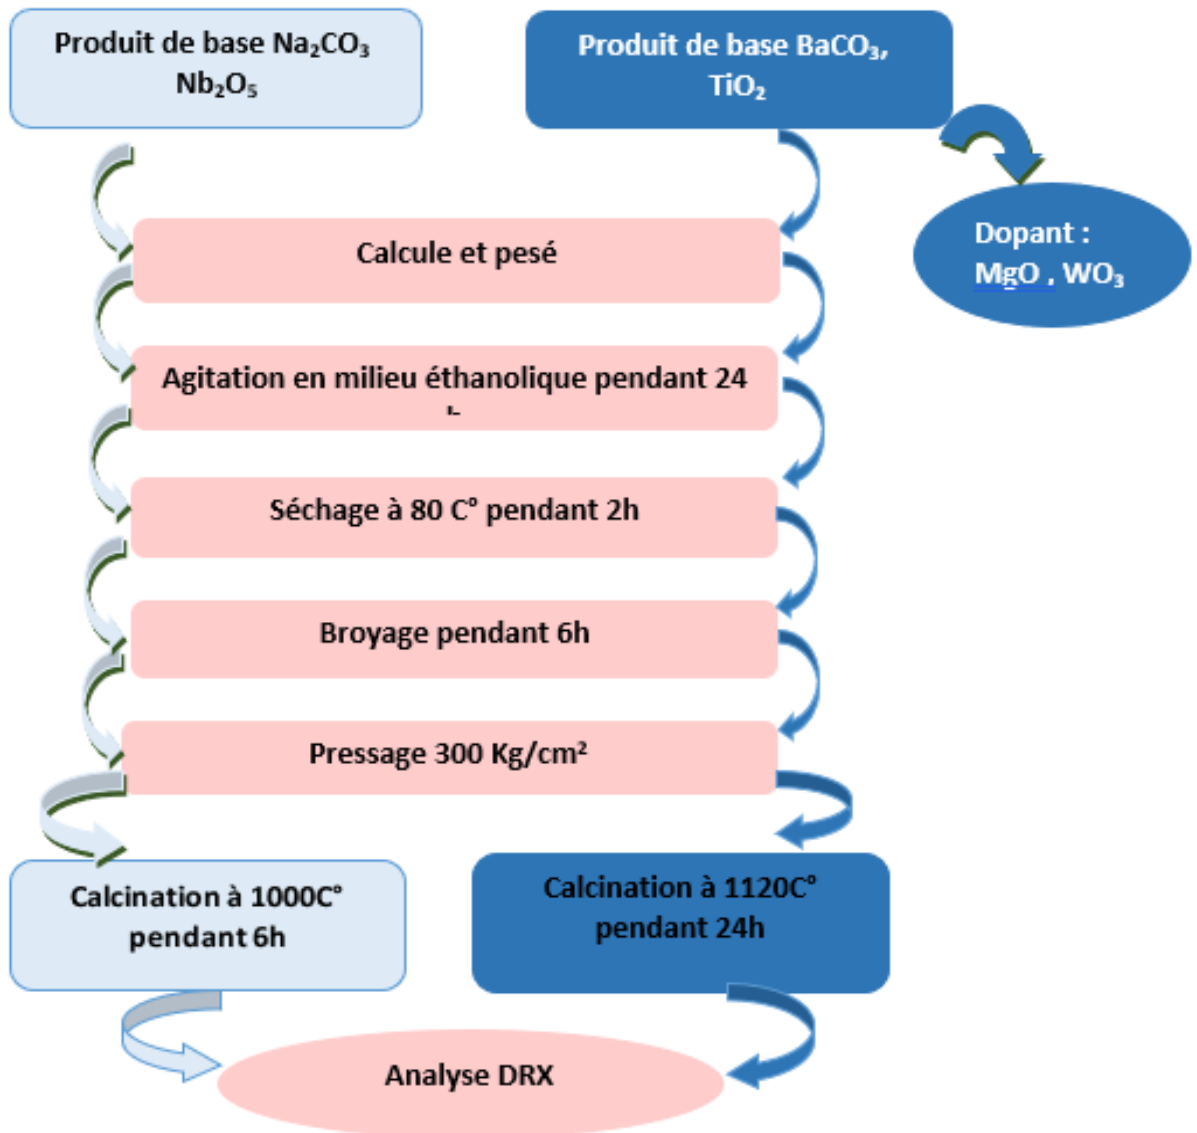 Produit de base Na₂CO₃
Nb₂O₅
Produit de base BaCO₃,
TiO₂
Dopant :
MgO , WO₃
Calcule et pesé
Agitation en milieu éthanolique pendant 24
Séchage à 80 C° pendant 2h
Broyage pendant 6h
Pressage 300 Kg/cm²
Calcination à 1000C°
pendant 6h
Calcination à 1120C°
pendant 24h
Analyse DRX